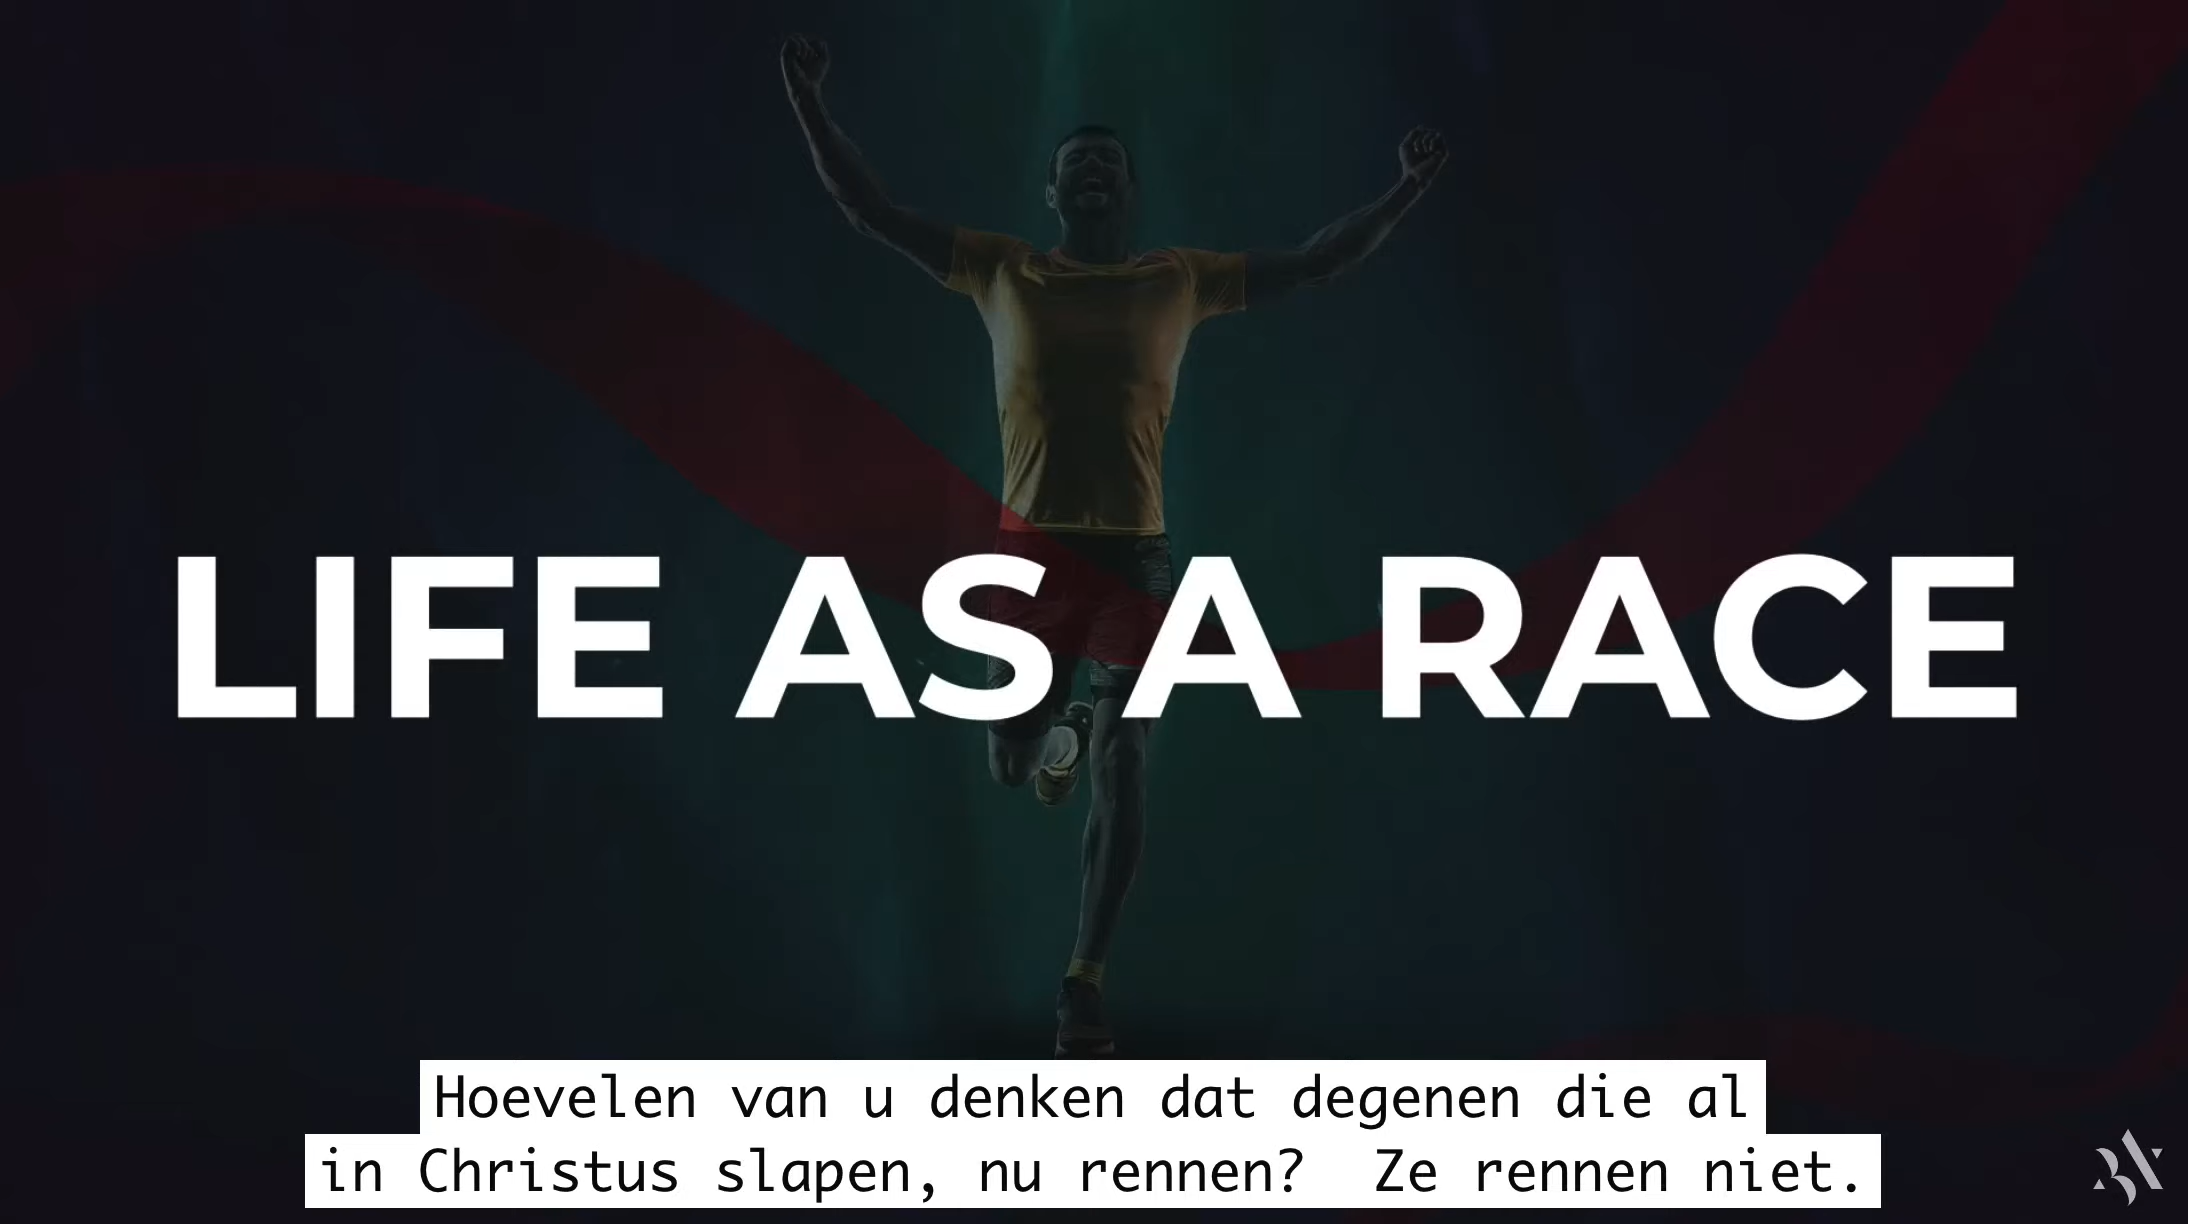 LIFE AS A RACE
Hoevelen van u denken dat degenen die al
in Christus slapen, nu rennen?  Ze rennen niet.